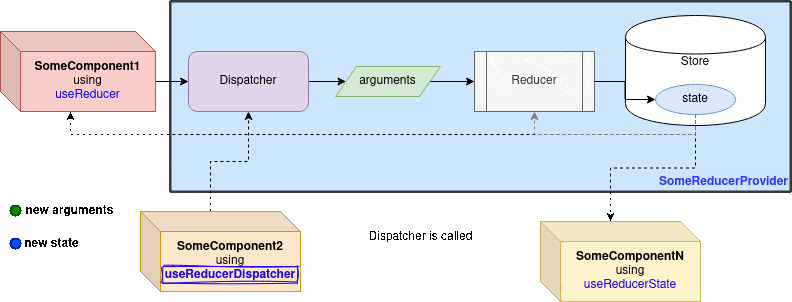 SomeComponent1
using
useReducer
Dispatcher
arguments
Reducer
Store
state
SomeReducerProvider
new arguments
new state
SomeComponent2
using
useReducerDispatcher
Dispatcher is called
SomeComponentN
using
useReducerState